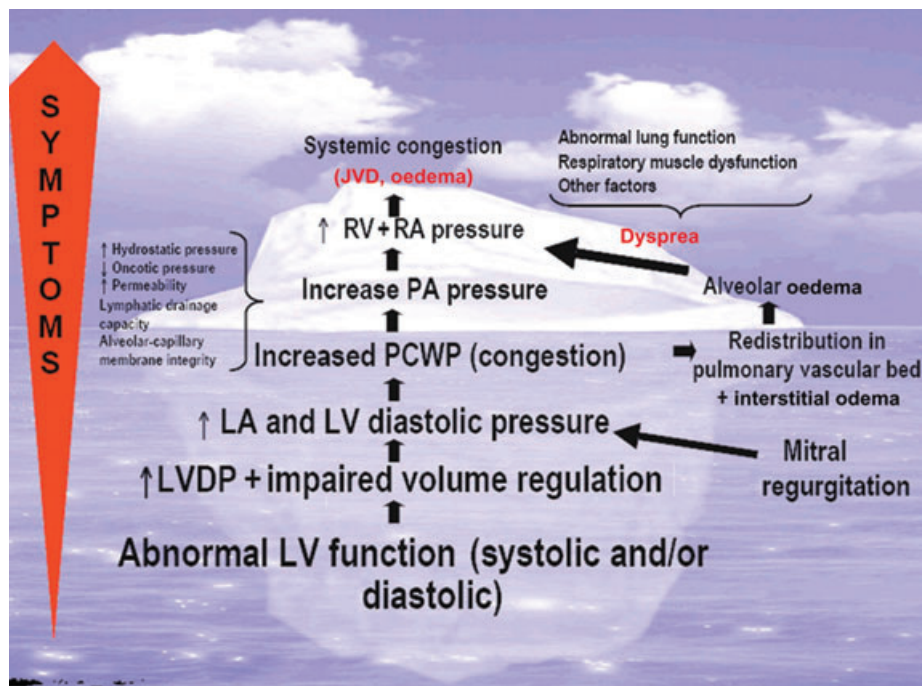 SYMPTOMS
Systemic congestion
(JVD, oedema)
↑ RV+RA pressure
Increase PA pressure
Increased PCWP (congestion)
↑ LA and LV diastolic pressure
↑LVDP + impaired volume regulation
Abnormal LV function (systolic and/or
diastolic)
↑ Hydrostatic pressure
↓ Oncotic pressure
↑ Permeability
Lymphatic drainage
capacity
Alveolar-capillary
membrane integrity
Abnormal lung function
Respiratory muscle dysfunction
Other factors
Dysprea
Alveolar oedema
Redistribution in
pulmonary vascular bed
+ interstitial odema
Mitral
regurgitation